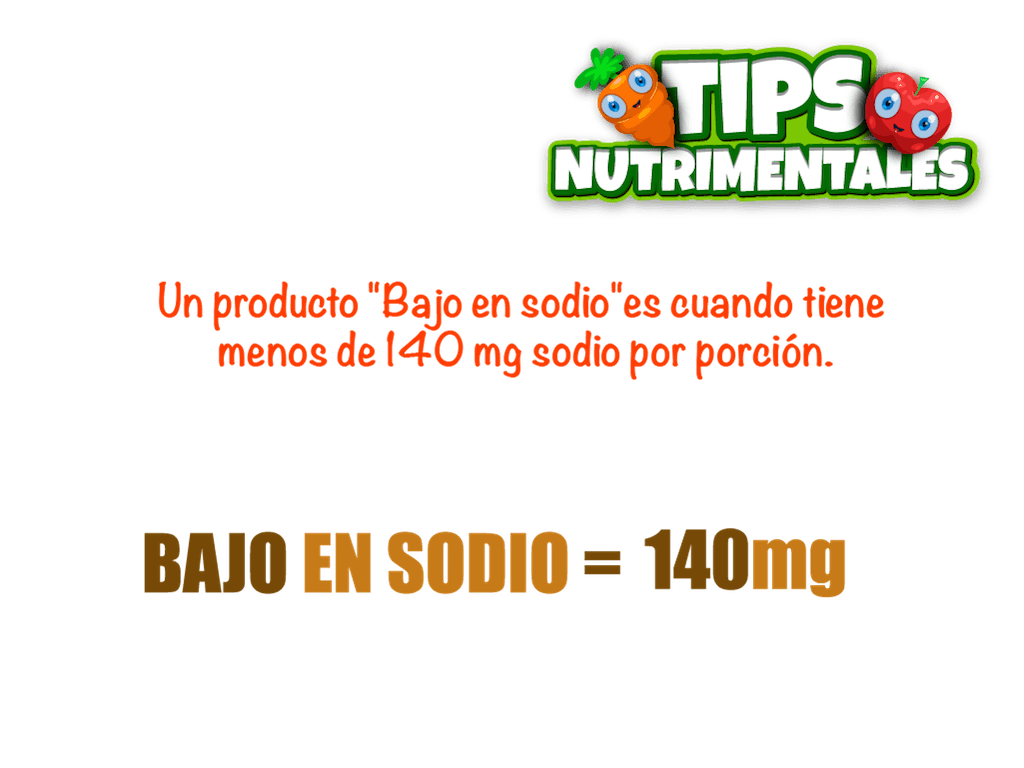 TIPS
NUTRIMENTALES
Un producto "Bajo en sodio"es cuando tiene
menos de 140 mg sodio por porción.
BAJO EN SODIO = 140mg